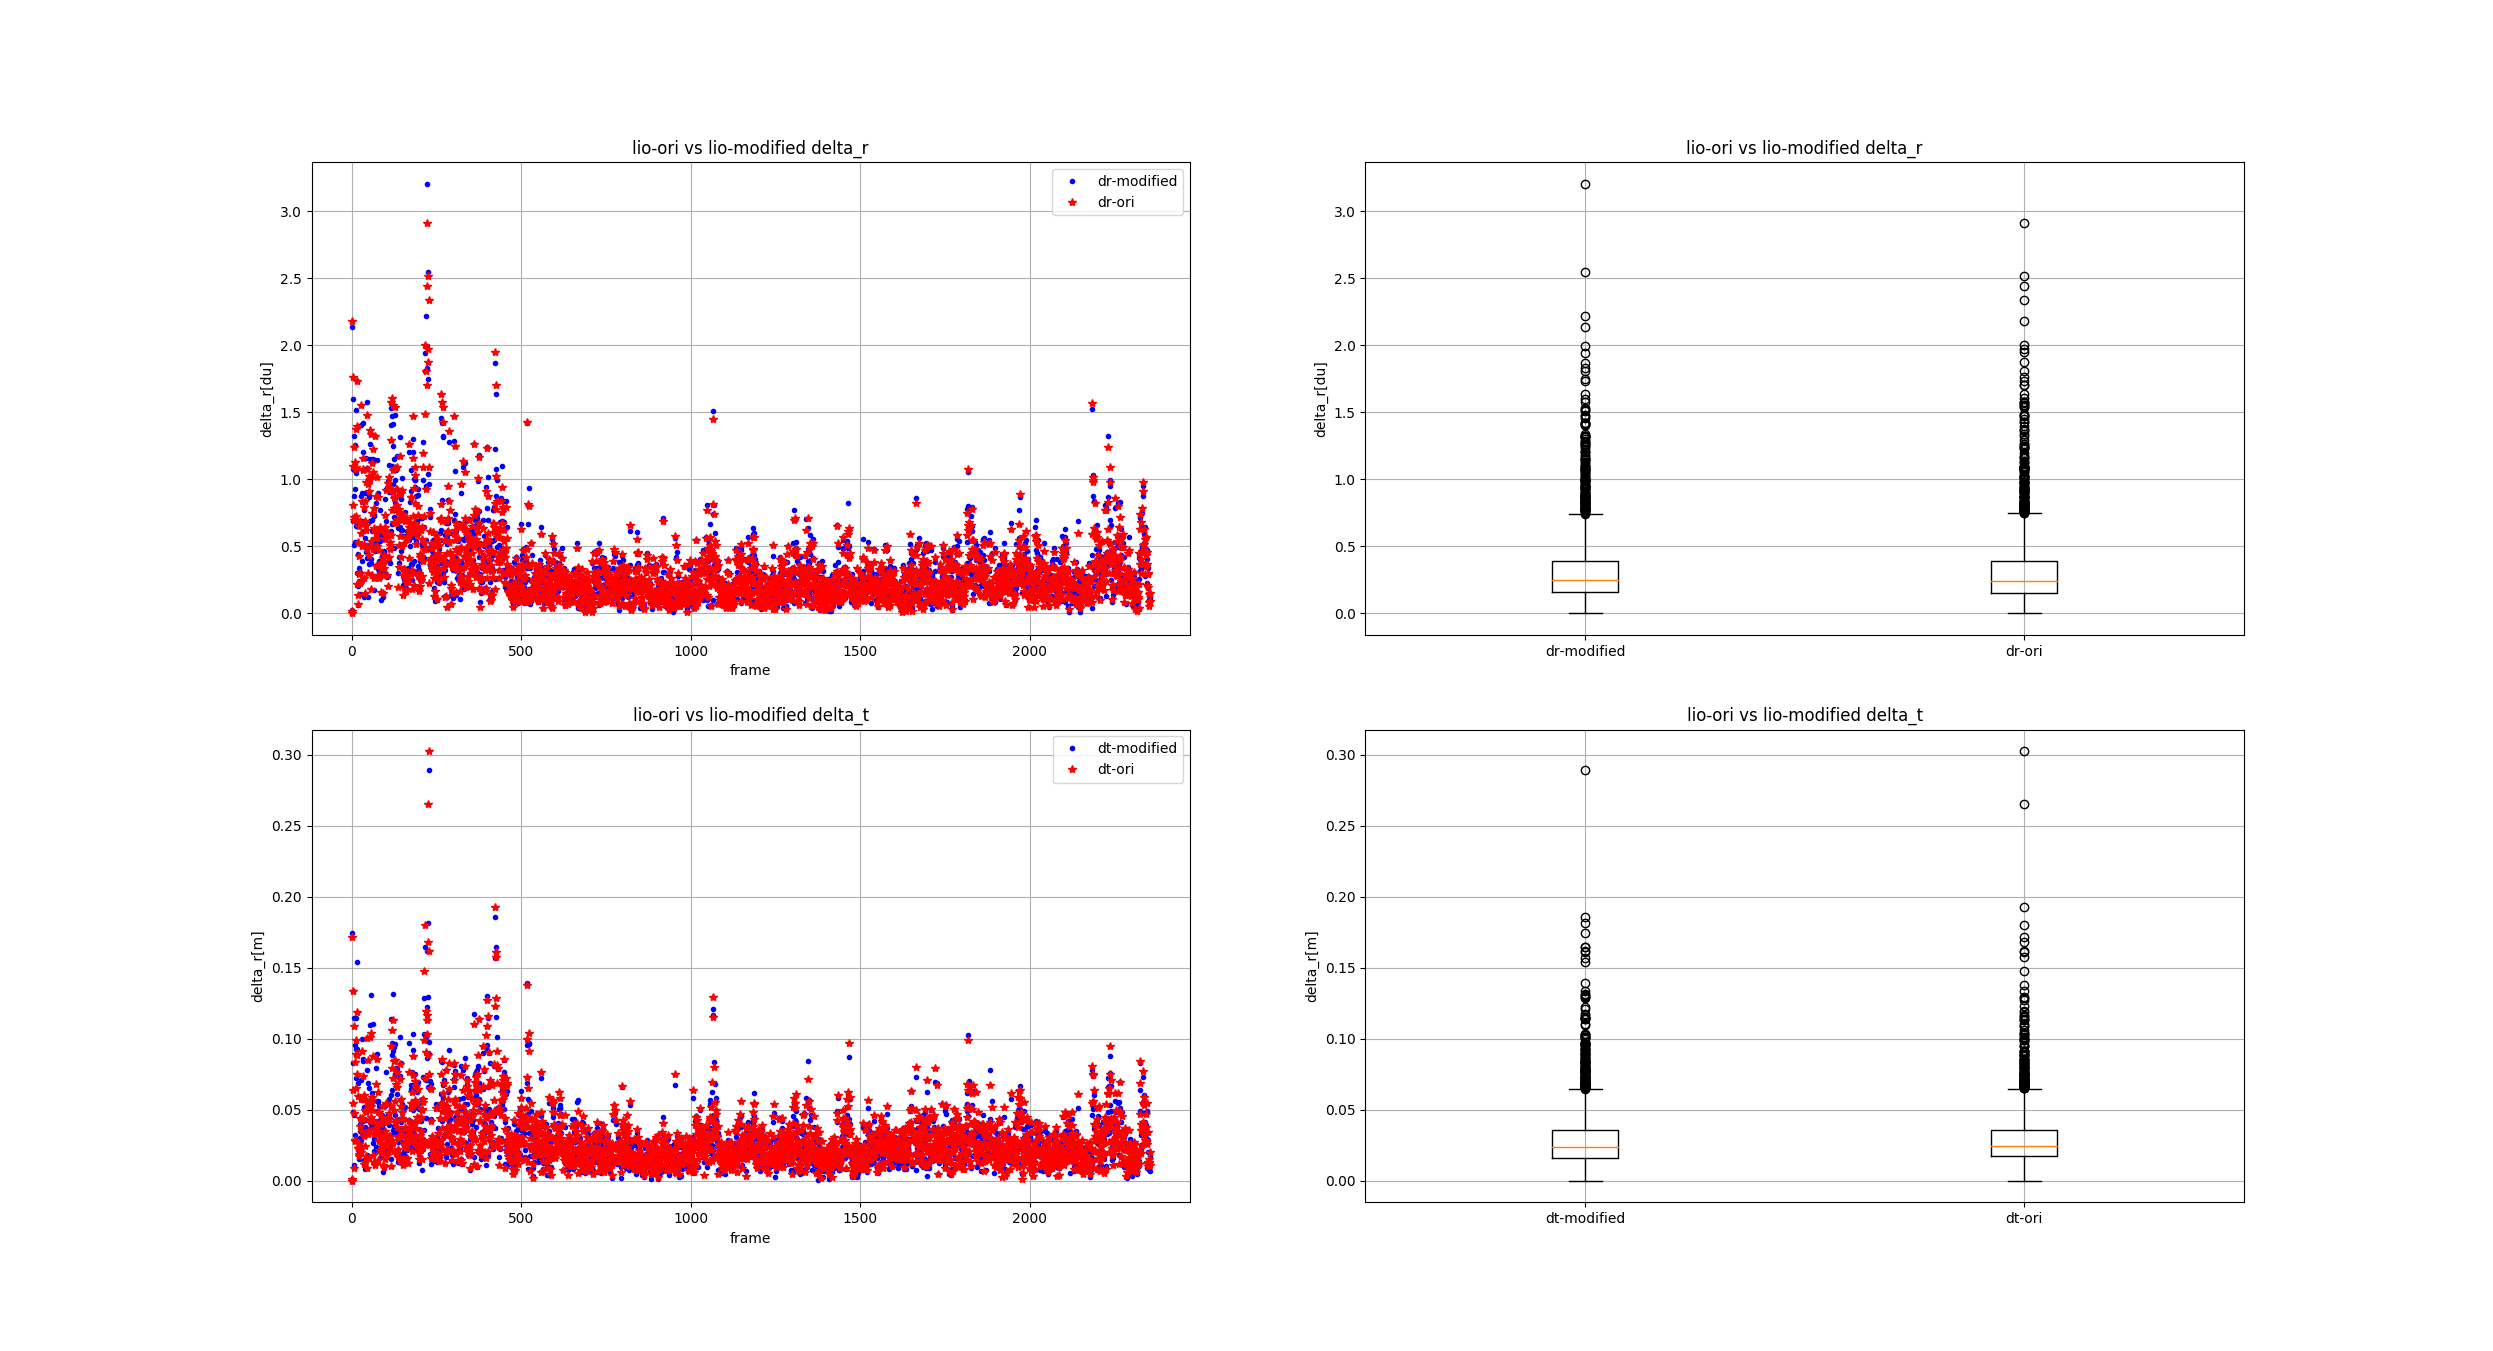 lio-ori vs lio-modified delta_r
dr-modified
dr-ori
delta_r[du]
3.0
2.5
2.0
1.5
1.0
0.5
0.0
0 500 1000 1500 2000
frame
lio-ori vs lio-modified delta_r
delta_r[du]
3.0
2.5
2.0
1.5
1.0
0.5
0.0
dr-modified dr-ori
lio-ori vs lio-modified delta_t
dt-modified
dt-ori
delta_r[m]
0.30
0.25
0.20
0.15
0.10
0.05
0.00
0 500 1000 1500 2000
frame
lio-ori vs lio-modified delta_t
delta_r[m]
0.30
0.25
0.20
0.15
0.10
0.05
0.00
dt-modified dt-ori